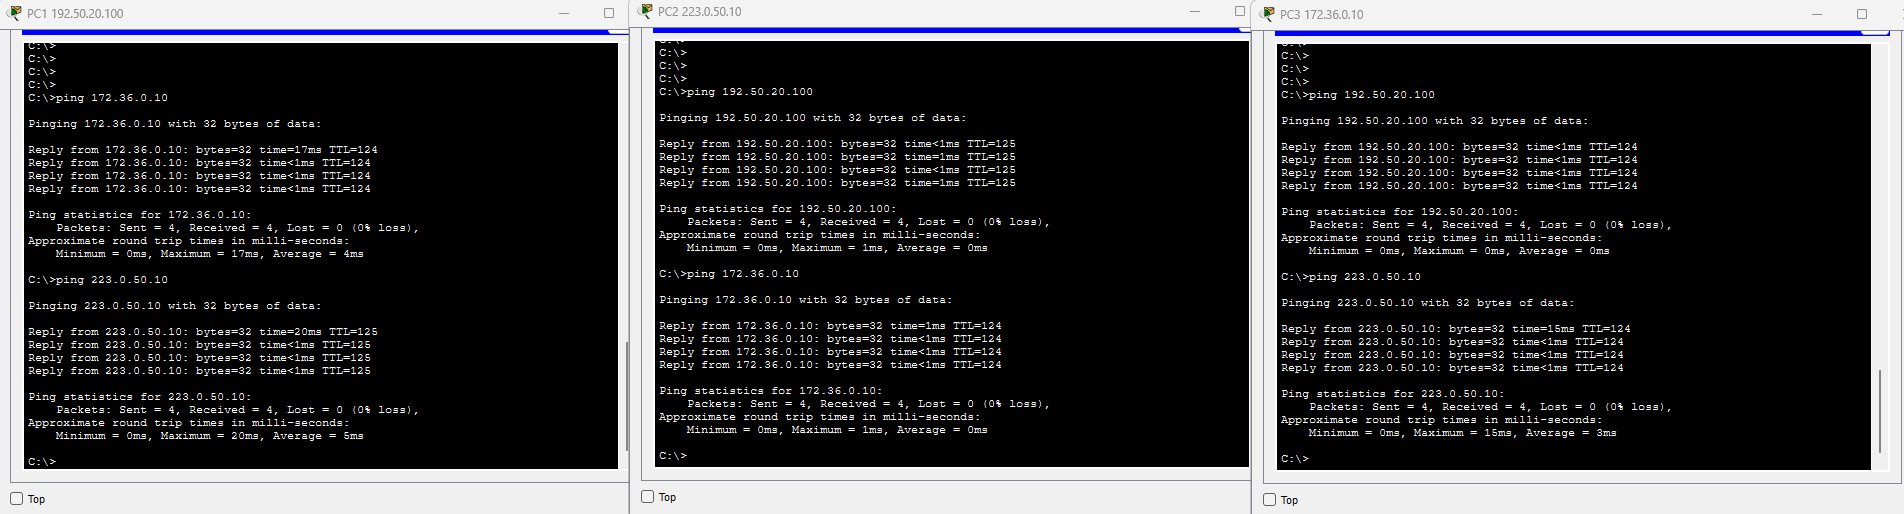 PC1 192.50.20.100
C:\>
C:\>
C:\>
C:\>
C:\>ping 172.36.0.10
Pinging 172.36.0.10 with 32 bytes of data:
Reply from 172.36.0.10: bytes=32 time=17ms TTL=124
Reply from 172.36.0.10: bytes=32 time<1ms TTL=124
Reply from 172.36.0.10: bytes=32 time<1ms TTL=124
Reply from 172.36.0.10: bytes=32 time<1ms TTL=124
Ping statistics for 172.36.0.10:
    Packets: Sent = 4, Received = 4, Lost = 0 (0% loss),
Approximate round trip times in milli-seconds:
    Minimum = 0ms, Maximum = 17ms, Average = 4ms
C:\>ping 223.0.50.10
Pinging 223.0.50.10 with 32 bytes of data:
Reply from 223.0.50.10: bytes=32 time=20ms TTL=125
Reply from 223.0.50.10: bytes=32 time<1ms TTL=125
Reply from 223.0.50.10: bytes=32 time<1ms TTL=125
Reply from 223.0.50.10: bytes=32 time<1ms TTL=125
Ping statistics for 223.0.50.10:
    Packets: Sent = 4, Received = 4, Lost = 0 (0% loss),
Approximate round trip times in milli-seconds:
    Minimum = 0ms, Maximum = 20ms, Average = 5ms
C:\>
Top
PC2 223.0.50.10
C:\>
C:\>
C:\>
C:\>ping 192.50.20.100
Pinging 192.50.20.100 with 32 bytes of data:
Reply from 192.50.20.100: bytes=32 time<1ms TTL=125
Reply from 192.50.20.100: bytes=32 time=1ms TTL=125
Reply from 192.50.20.100: bytes=32 time<1ms TTL=125
Reply from 192.50.20.100: bytes=32 time=1ms TTL=125
Ping statistics for 192.50.20.100:
    Packets: Sent = 4, Received = 4, Lost = 0 (0% loss),
Approximate round trip times in milli-seconds:
    Minimum = 0ms, Maximum = 1ms, Average = 0ms
C:\>ping 172.36.0.10
Pinging 172.36.0.10 with 32 bytes of data:
Reply from 172.36.0.10: bytes=32 time=1ms TTL=124
Reply from 172.36.0.10: bytes=32 time<1ms TTL=124
Reply from 172.36.0.10: bytes=32 time<1ms TTL=124
Reply from 172.36.0.10: bytes=32 time<1ms TTL=124
Ping statistics for 172.36.0.10:
    Packets: Sent = 4, Received = 4, Lost = 0 (0% loss),
Approximate round trip times in milli-seconds:
    Minimum = 0ms, Maximum = 1ms, Average = 0ms
C:\>
Top
PC3 172.36.0.10
C:\>
C:\>
C:\>
C:\>ping 192.50.20.100
Pinging 192.50.20.100 with 32 bytes of data:
Reply from 192.50.20.100: bytes=32 time<1ms TTL=124
Reply from 192.50.20.100: bytes=32 time<1ms TTL=124
Reply from 192.50.20.100: bytes=32 time<1ms TTL=124
Reply from 192.50.20.100: bytes=32 time<1ms TTL=124
Ping statistics for 192.50.20.100:
    Packets: Sent = 4, Received = 4, Lost = 0 (0% loss),
Approximate round trip times in milli-seconds:
    Minimum = 0ms, Maximum = 0ms, Average = 0ms
C:\>ping 223.0.50.10
Pinging 223.0.50.10 with 32 bytes of data:
Reply from 223.0.50.10: bytes=32 time=15ms TTL=124
Reply from 223.0.50.10: bytes=32 time<1ms TTL=124
Reply from 223.0.50.10: bytes=32 time<1ms TTL=124
Reply from 223.0.50.10: bytes=32 time<1ms TTL=124
Ping statistics for 223.0.50.10:
    Packets: Sent = 4, Received = 4, Lost = 0 (0% loss),
Approximate round trip times in milli-seconds:
    Minimum = 0ms, Maximum = 15ms, Average = 3ms
C:\>
Top